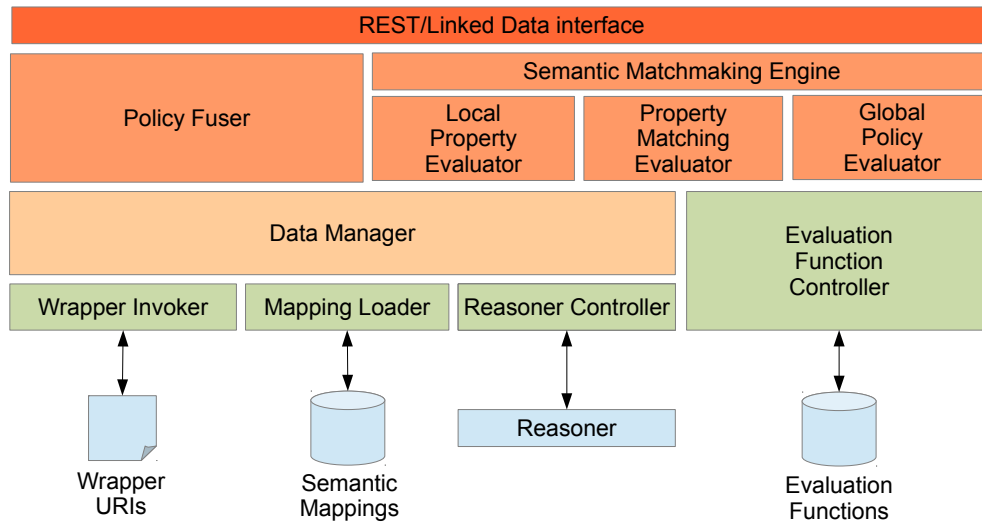 REST/Linked Data interface
Policy Fuser
Semantic Matchmaking Engine
Local
Property
Evaluator
Property
Matching
Evaluator
Global
Policy
Evaluator
Data Manager
Evaluation
Function
Controller
Wrapper Invoker
Mapping Loader
Reasoner Controller
Reasoner
Wrapper
URIs
Semantic
Mappings
Evaluation
Functions